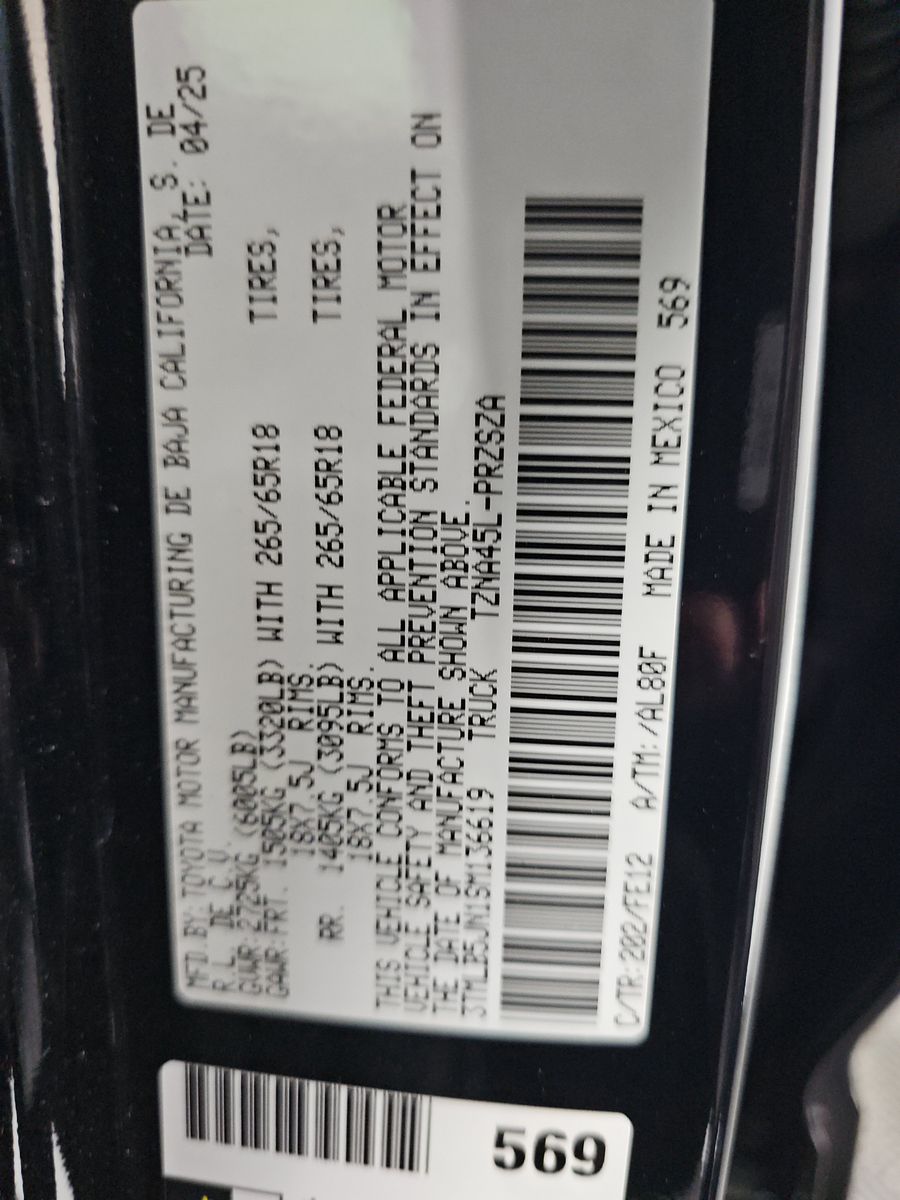 MFD.BY:TOYOTA MOTOR MANUFACTURING DE BAJA CALIFORNIA, S. DE
R.L. DE C.V. DATE: 04/25
GVWR:2725KG (6005LB)
GAWR:FRT. 1505KG (3320LB) WITH 265/65R18 TIRES,
18X7.5J RIMS.
RR. 1405KG (3095LB) WITH 265/65R18 TIRES,
18X7.5J RIMS.
THIS VEHICLE CONFORMS TO ALL APPLICABLE FEDERAL MOTOR
VEHICLE SAFETY AND THEFT PREVENTION STANDARDS IN EFFECT ON
THE DATE OF MANUFACTURE SHOWN ABOVE.
3TMLB5JN1SM136619 TRUCK TZNA45L-PRZSZA
C/TR:202/FE12 A/TM:/AL80F MADE IN MEXICO 569
569